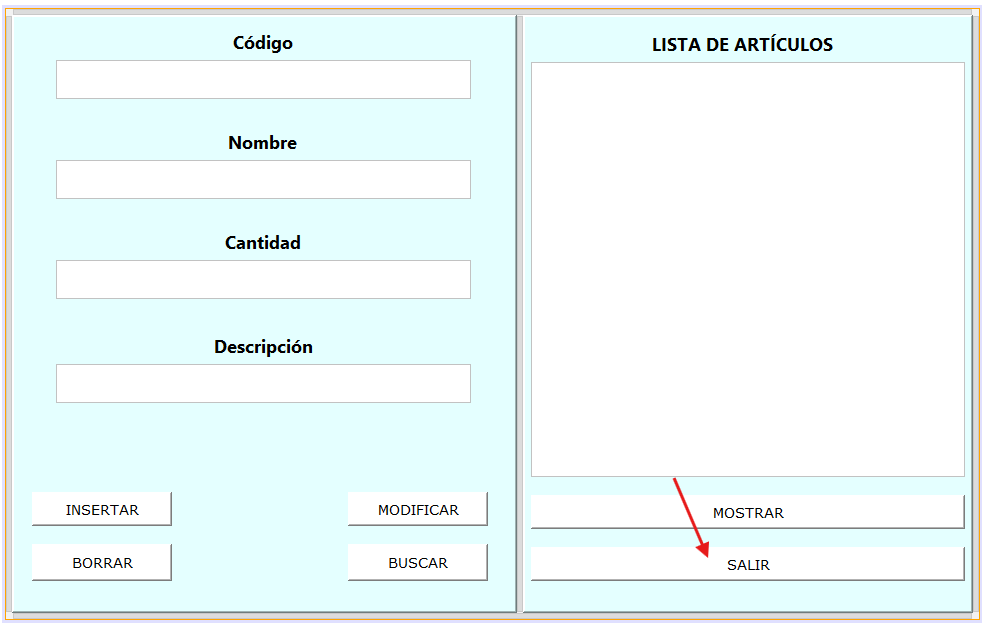 Código
Nombre
Cantidad
Descripción
INSERTAR
MODIFICAR
BORRAR
BUSCAR
LISTA DE ARTÍCULOS
MOSTRAR
SALIR